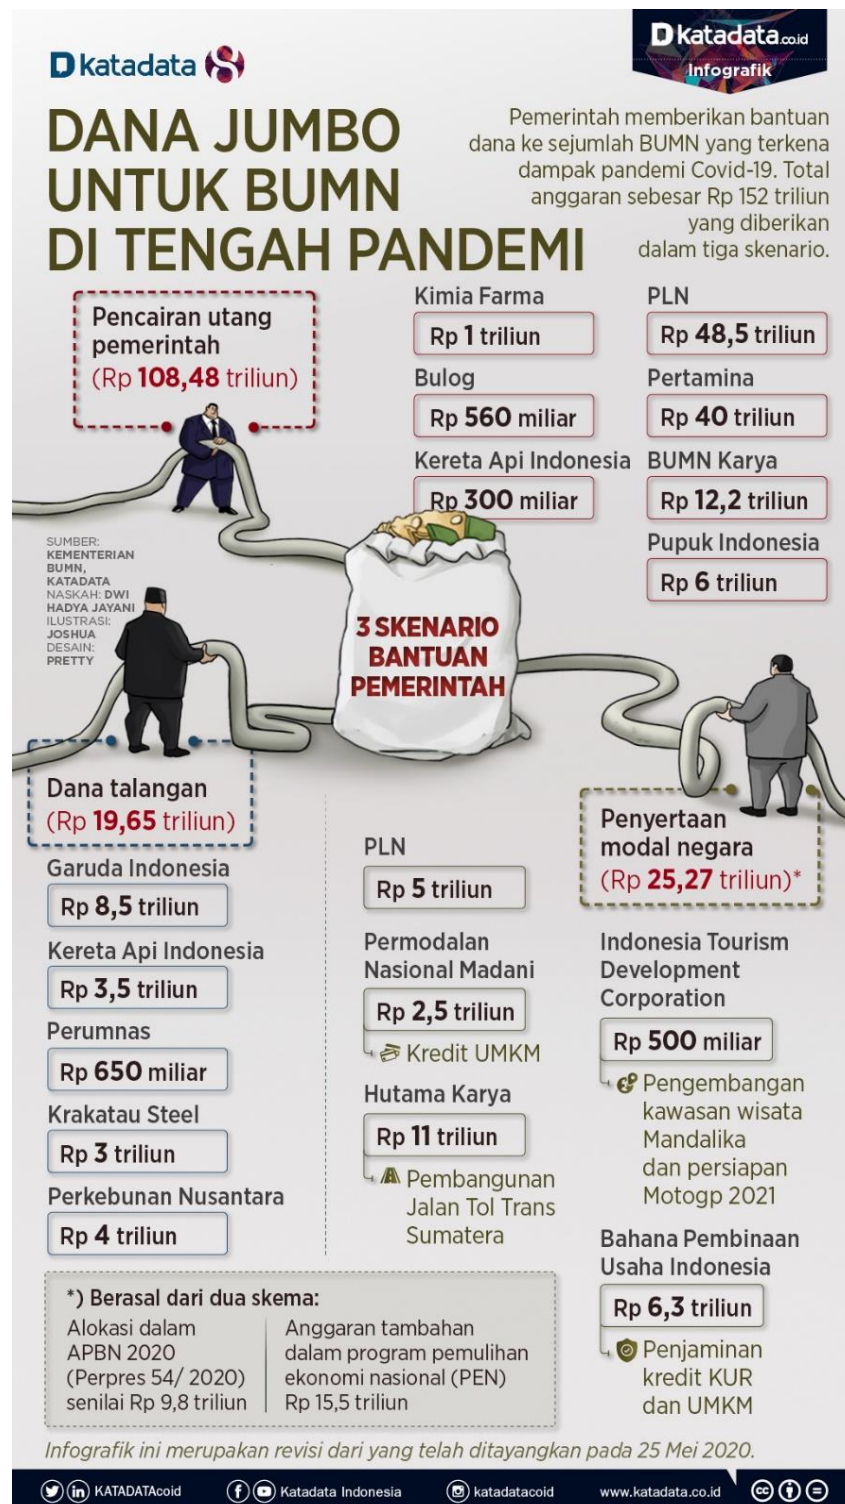 katadata
katadata.co.id
Infografik
DANA JUMBO
UNTUK BUMN
DI TENGAH PANDEMI
Pemerintah memberikan bantuan
dana ke sejumlah BUMN yang terkena
dampak pandemi Covid-19. Total
anggaran sebesar Rp 152 triliun
yang diberikan
dalam tiga skenario.
Pencairan utang
pemerintah
(Rp 108,48 triliun)
Kimia Farma
Rp 1 triliun
Bulog
Rp 560 miliar
Kereta Api Indonesia
Rp 300 miliar
PLN
Rp 48,5 triliun
Pertamina
Rp 40 triliun
BUMN Karya
Rp 12,2 triliun
Pupuk Indonesia
Rp 6 triliun
SUMBER:
KEMENTERIAN
BUMN,
KATADATA
NASKAH: DWI
HADYA JAYANI
ILUSTRASI:
JOSHUA
DESAIN:
PRETTY
3 SKENARIO
BANTUAN
PEMERINTAH
Dana talangan
(Rp 19,65 triliun)
Garuda Indonesia
Rp 8,5 triliun
Kereta Api Indonesia
Rp 3,5 triliun
Perumnas
Rp 650 miliar
Krakatau Steel
Rp 3 triliun
Perkebunan Nusantara
Rp 4 triliun
Penyertaan
modal negara
(Rp 25,27 triliun)*
PLN
Rp 5 triliun
Permodalan
Nasional Madani
Rp 2,5 triliun
Kredit UMKM
Hutama Karya
Rp 11 triliun
Pembangunan
Jalan Tol Trans
Sumatera
Indonesia Tourism
Development
Corporation
Rp 500 miliar
Pengembangan
kawasan wisata
Mandalika
dan persiapan
Motogp 2021
Bahana Pembinaan
Usaha Indonesia
Rp 6,3 triliun
Penjaminan
kredit KUR
dan UMKM
*) Berasal dari dua skema:
Alokasi dalam
APBN 2020
(Perpres 54/ 2020)
senilai Rp 9,8 triliun
Anggaran tambahan
dalam program pemulihan
ekonomi nasional (PEN)
Rp 15,5 triliun
Infografik ini merupakan revisi dari yang telah ditayangkan pada 25 Mei 2020.
KATADATAcoid
Katadata Indonesia
katadatacoid
www.katadata.co.id